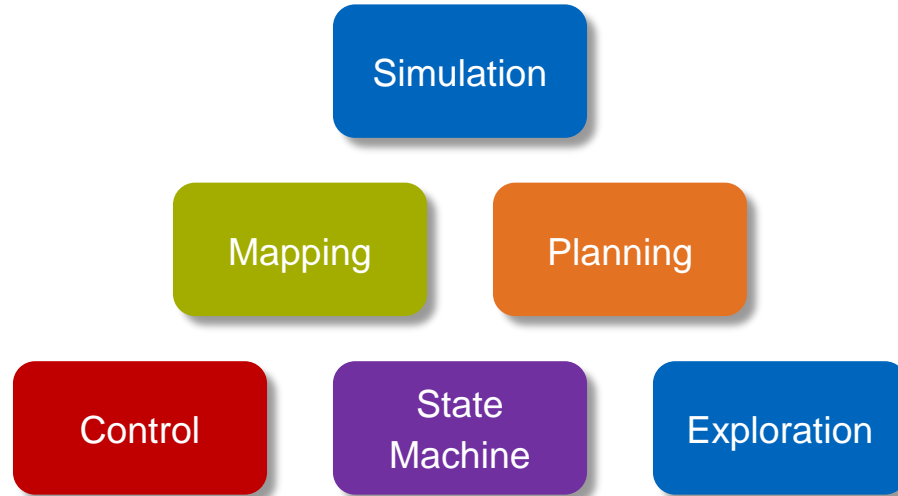 Simulation
Mapping
Planning
Control
State
Machine
Exploration